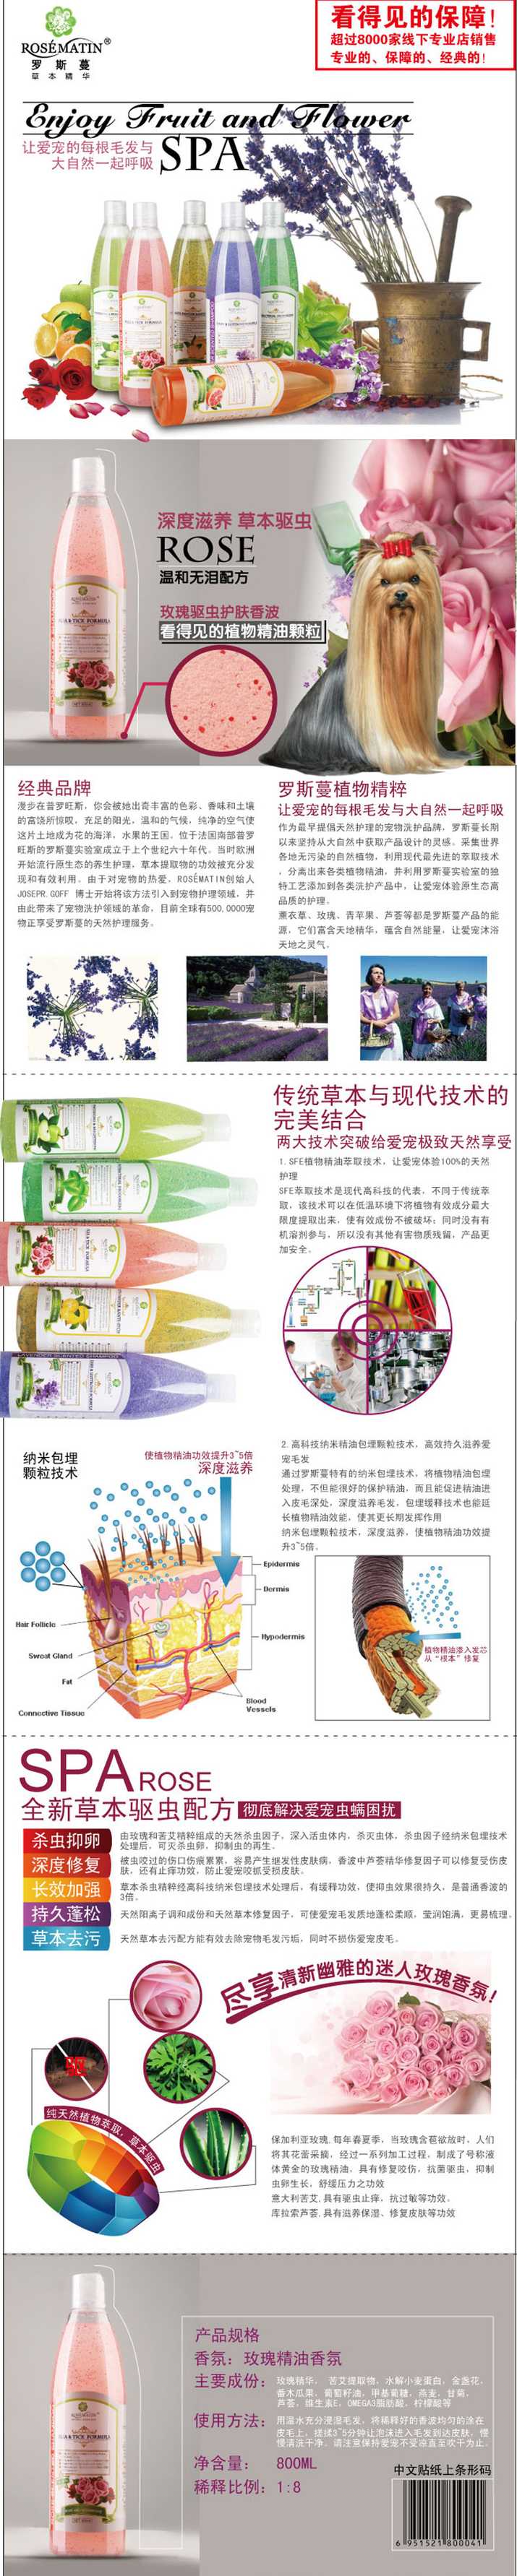 ROSÉMATIN®
罗斯蔓
草本精华
看得见的保障!
超过8000家线下专业店销售
专业的、保障的、经典的!
Enjoy Fruit and Flower
SPA
让爱宠的每根毛发与
大自然一起呼吸
深度滋养 草本驱虫
ROSE
温和无泪配方
玫瑰驱虫护肤香波
看得见的植物精油颗粒
经典品牌
漫步在普罗旺斯，你会被她出奇丰富的色彩、香味和土壤
的富饶所惊叹，充足的阳光，温和的气候，纯净的空气使
这片土地成为花的海洋，水果的王国。位于法国南部普罗
旺斯的罗斯蔓实验室成立于上个世纪六十年代。当时欧洲
开始流行原生态的养生护理，草本提取物的功效被充分发
现和有效利用。由于对宠物的热爱，ROSÉMATIN创始人
JOSEPR.GOFF 博士开始将该方法引入到宠物护理领域，并
由此带来了宠物洗护领域的革命，目前全球有500,0000宠
物正享受罗斯蔓的天然护理服务。
罗斯蔓植物精粹
让爱宠的每根毛发与大自然一起呼吸
作为最早提倡天然护理的宠物洗护品牌，罗斯蔓长期
以来坚持从大自然中获取产品设计的灵感。采集世界
各地无污染的自然植物，利用现代最先进的萃取技术
，分离出来各类植物精油，并利用罗斯蔓实验室的独
特工艺添加到各类洗护产品中，让爱宠体验原生态高
品质的护理。
薰衣草、玫瑰、青苹果、芦荟等都是罗斯蔓产品的能
源，它们富含天地精华，蕴含自然能量，让爱宠沐浴
天地之灵气。
传统草本与现代技术的
完美结合
两大技术突破给爱宠极致天然享受
1.SFE植物精油萃取技术，让爱宠体验100%的天然
护理
SFE萃取技术是现代高科技的代表，不同于传统萃
取，该技术可以在低温环境下将植物有效成分最大
限度提取出来，使有效成份不被破坏；同时没有有
机溶剂参与，所以没有其他有害物质残留，产品更
加安全。
纳米包埋
颗粒技术
使植物精油功效提升3~5倍
深度滋养
Epidermis
Dermis
Hypodermis
Hair Follicle
Sweat Gland
Fat
Connective Tissue
Blood
Vessels
2.高科技纳米精油包埋颗粒技术，高效持久滋养爱
宠毛发
通过罗斯蔓特有的纳米包埋技术，将植物精油包埋
处理，不但能很好的保护精油，而且能促进精油进
入皮毛深处，深度滋养毛发，包埋缓释技术也能延
长植物精油效能，使其更长期发挥作用
纳米包埋颗粒技术，深度滋养，使植物精油功效提
升3~5倍。
植物精油渗入发芯
从“根本”修复
SPA ROSE
全新草本驱虫配方 彻底解决爱宠虫螨困扰
杀虫抑卵
由玫瑰和苦艾精粹组成的天然杀虫因子，深入活虫体内，杀灭虫体，杀虫因子经纳米包埋技术
处理后，可灭杀虫卵，抑制虫的再生。
深度修复
被虫咬过的伤口伤痕累累，容易产生继发性皮肤病，香波中芦荟精华修复因子可以修复受伤皮
肤，还有止痒功效，防止爱宠咬抓受损皮肤。
长效加强
草本杀虫精粹经高科技纳米包埋技术处理后，有缓释功效，使抑虫效果很持久，是普通香波的
3倍。
持久蓬松
天然阳离子调和成份和天然草本修复因子，可使爱宠毛发质地蓬松柔顺，莹润饱满，更易梳理。
草本去污
天然草本去污配方能有效去除宠物毛发污垢，同时不损伤爱宠皮毛。
尽享清新幽雅的迷人玫瑰香氛!
驱
纯天然植物萃取，草本驱虫
保加利亚玫瑰，每年春夏季，当玫瑰含苞欲放时，人们
将其花蕾采摘，经过一系列加工过程，制成了号称液
体黄金的玫瑰精油，具有修复咬伤，抗菌驱虫，抑制
虫卵生长，舒缓压力之功效
意大利苦艾，具有驱虫止痒，抗过敏等功效。
库拉索芦荟，具有滋养保湿、修复皮肤等功效
产品规格
香氛：玫瑰精油香氛
主要成份：玫瑰精华，苦艾提取物，水解小麦蛋白，金盏花，
香木瓜果，葡萄籽油，甲基葡糖，燕麦，甘菊，
芦荟，维生素E，OMEGA3脂肪酸，柠檬酸等
使用方法：用温水充分浸湿毛发，将稀释好的香波均匀的涂在
皮毛上，搓揉3~5分钟让泡沫进入毛发到达皮肤，慢
慢清洗干净。请注意保持爱宠不受凉直至吹干为止。
净含量：800ML
稀释比例：1:8
中文贴纸上条形码
6 951521 800041